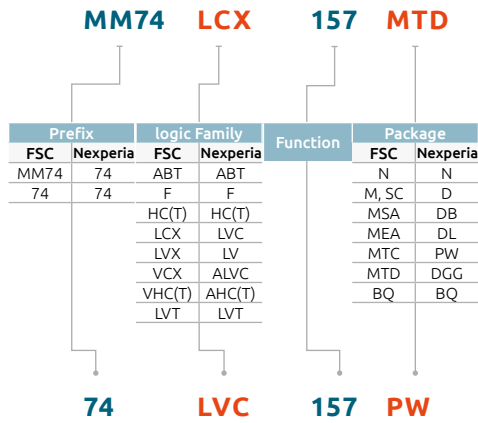 MM74 LCX 157 MTD
Prefix logic Family Function Package
FSC Nexperia FSC Nexperia FSC Nexperia
MM74 74 ABT ABT N N
74 74 F F M, SC D
HC(T) HC(T) MSA DB
LCX LVC MEA DL
LVX LV MTC PW
VCX ALVC MTD DGG
VHC(T) AHC(T) BQ BQ
LVT LVT
74 LVC 157 PW